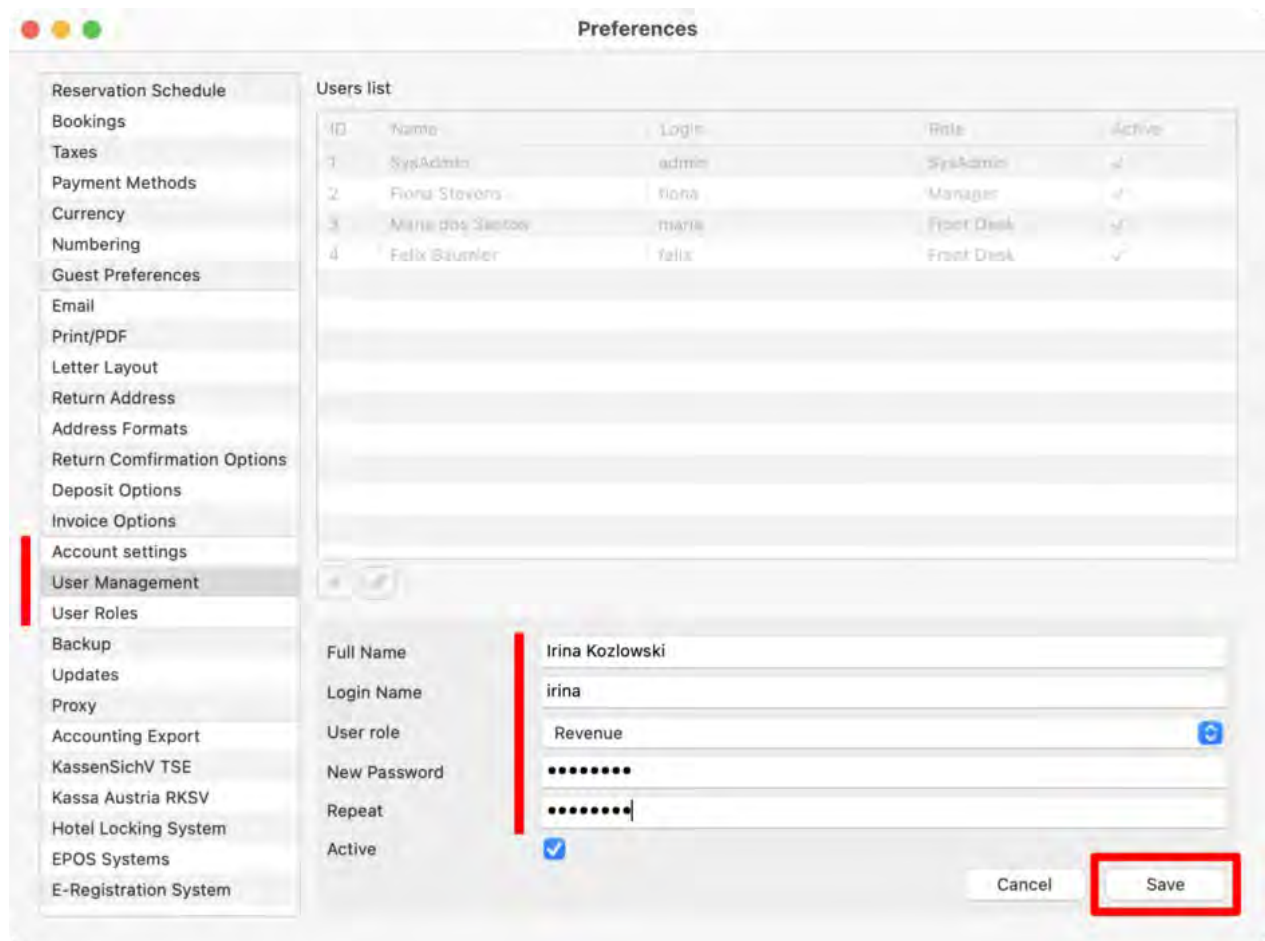 Preferences
Reservation Schedule
Bookings
Taxes
Payment Methods
Currency
Numbering
Guest Preferences
Email
Print/PDF
Letter Layout
Return Address
Address Formats
Return Comfirmation Options
Deposit Options
Invoice Options
Account settings
User Management
User Roles
Backup
Updates
Proxy
Accounting Export
KassenSichV TSE
Kassa Austria RKSV
Hotel Locking System
EPOS Systems
E-Registration System
Users list
ID Name Login Role Active
1 SysAdmin admin SysAdmin
2 Fiona Stevens fiona Manager
3 Maria dos Santos maria Front Desk
4 Felix felix Front Desk
Full Name Irina Kozlowski
Login Name irina
User role Revenue
New Password
Repeat
Active
Cancel Save